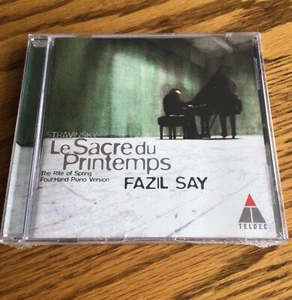 STRAVINSKY
Le Sacre du
Printemps
The Rite of Spring
Four-Hand Piano Version
FAZIL SAY
TELDEC